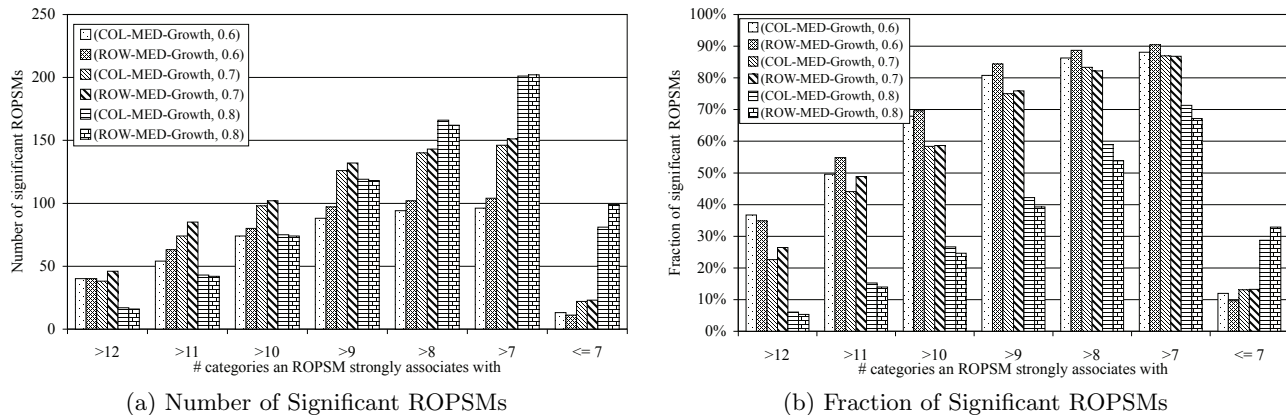 250
200
150
100
50
0
Number of significant ROPSMs
(COL-MED-Growth, 0.6)
(ROW-MED-Growth, 0.6)
(COL-MED-Growth, 0.7)
(ROW-MED-Growth, 0.7)
(COL-MED-Growth, 0.8)
(ROW-MED-Growth, 0.8)
>12 >11 >10 >9 >8 >7 <= 7
# categories an ROPSM strongly associates with
(a) Number of Significant ROPSMs
100%
90%
80%
70%
60%
50%
40%
30%
20%
10%
0%
Fraction of significant ROPSMs
(COL-MED-Growth, 0.6)
(ROW-MED-Growth, 0.6)
(COL-MED-Growth, 0.7)
(ROW-MED-Growth, 0.7)
(COL-MED-Growth, 0.8)
(ROW-MED-Growth, 0.8)
>12 >11 >10 >9 >8 >7 <= 7
# categories an ROPSM strongly associates with
(b) Fraction of Significant ROPSMs